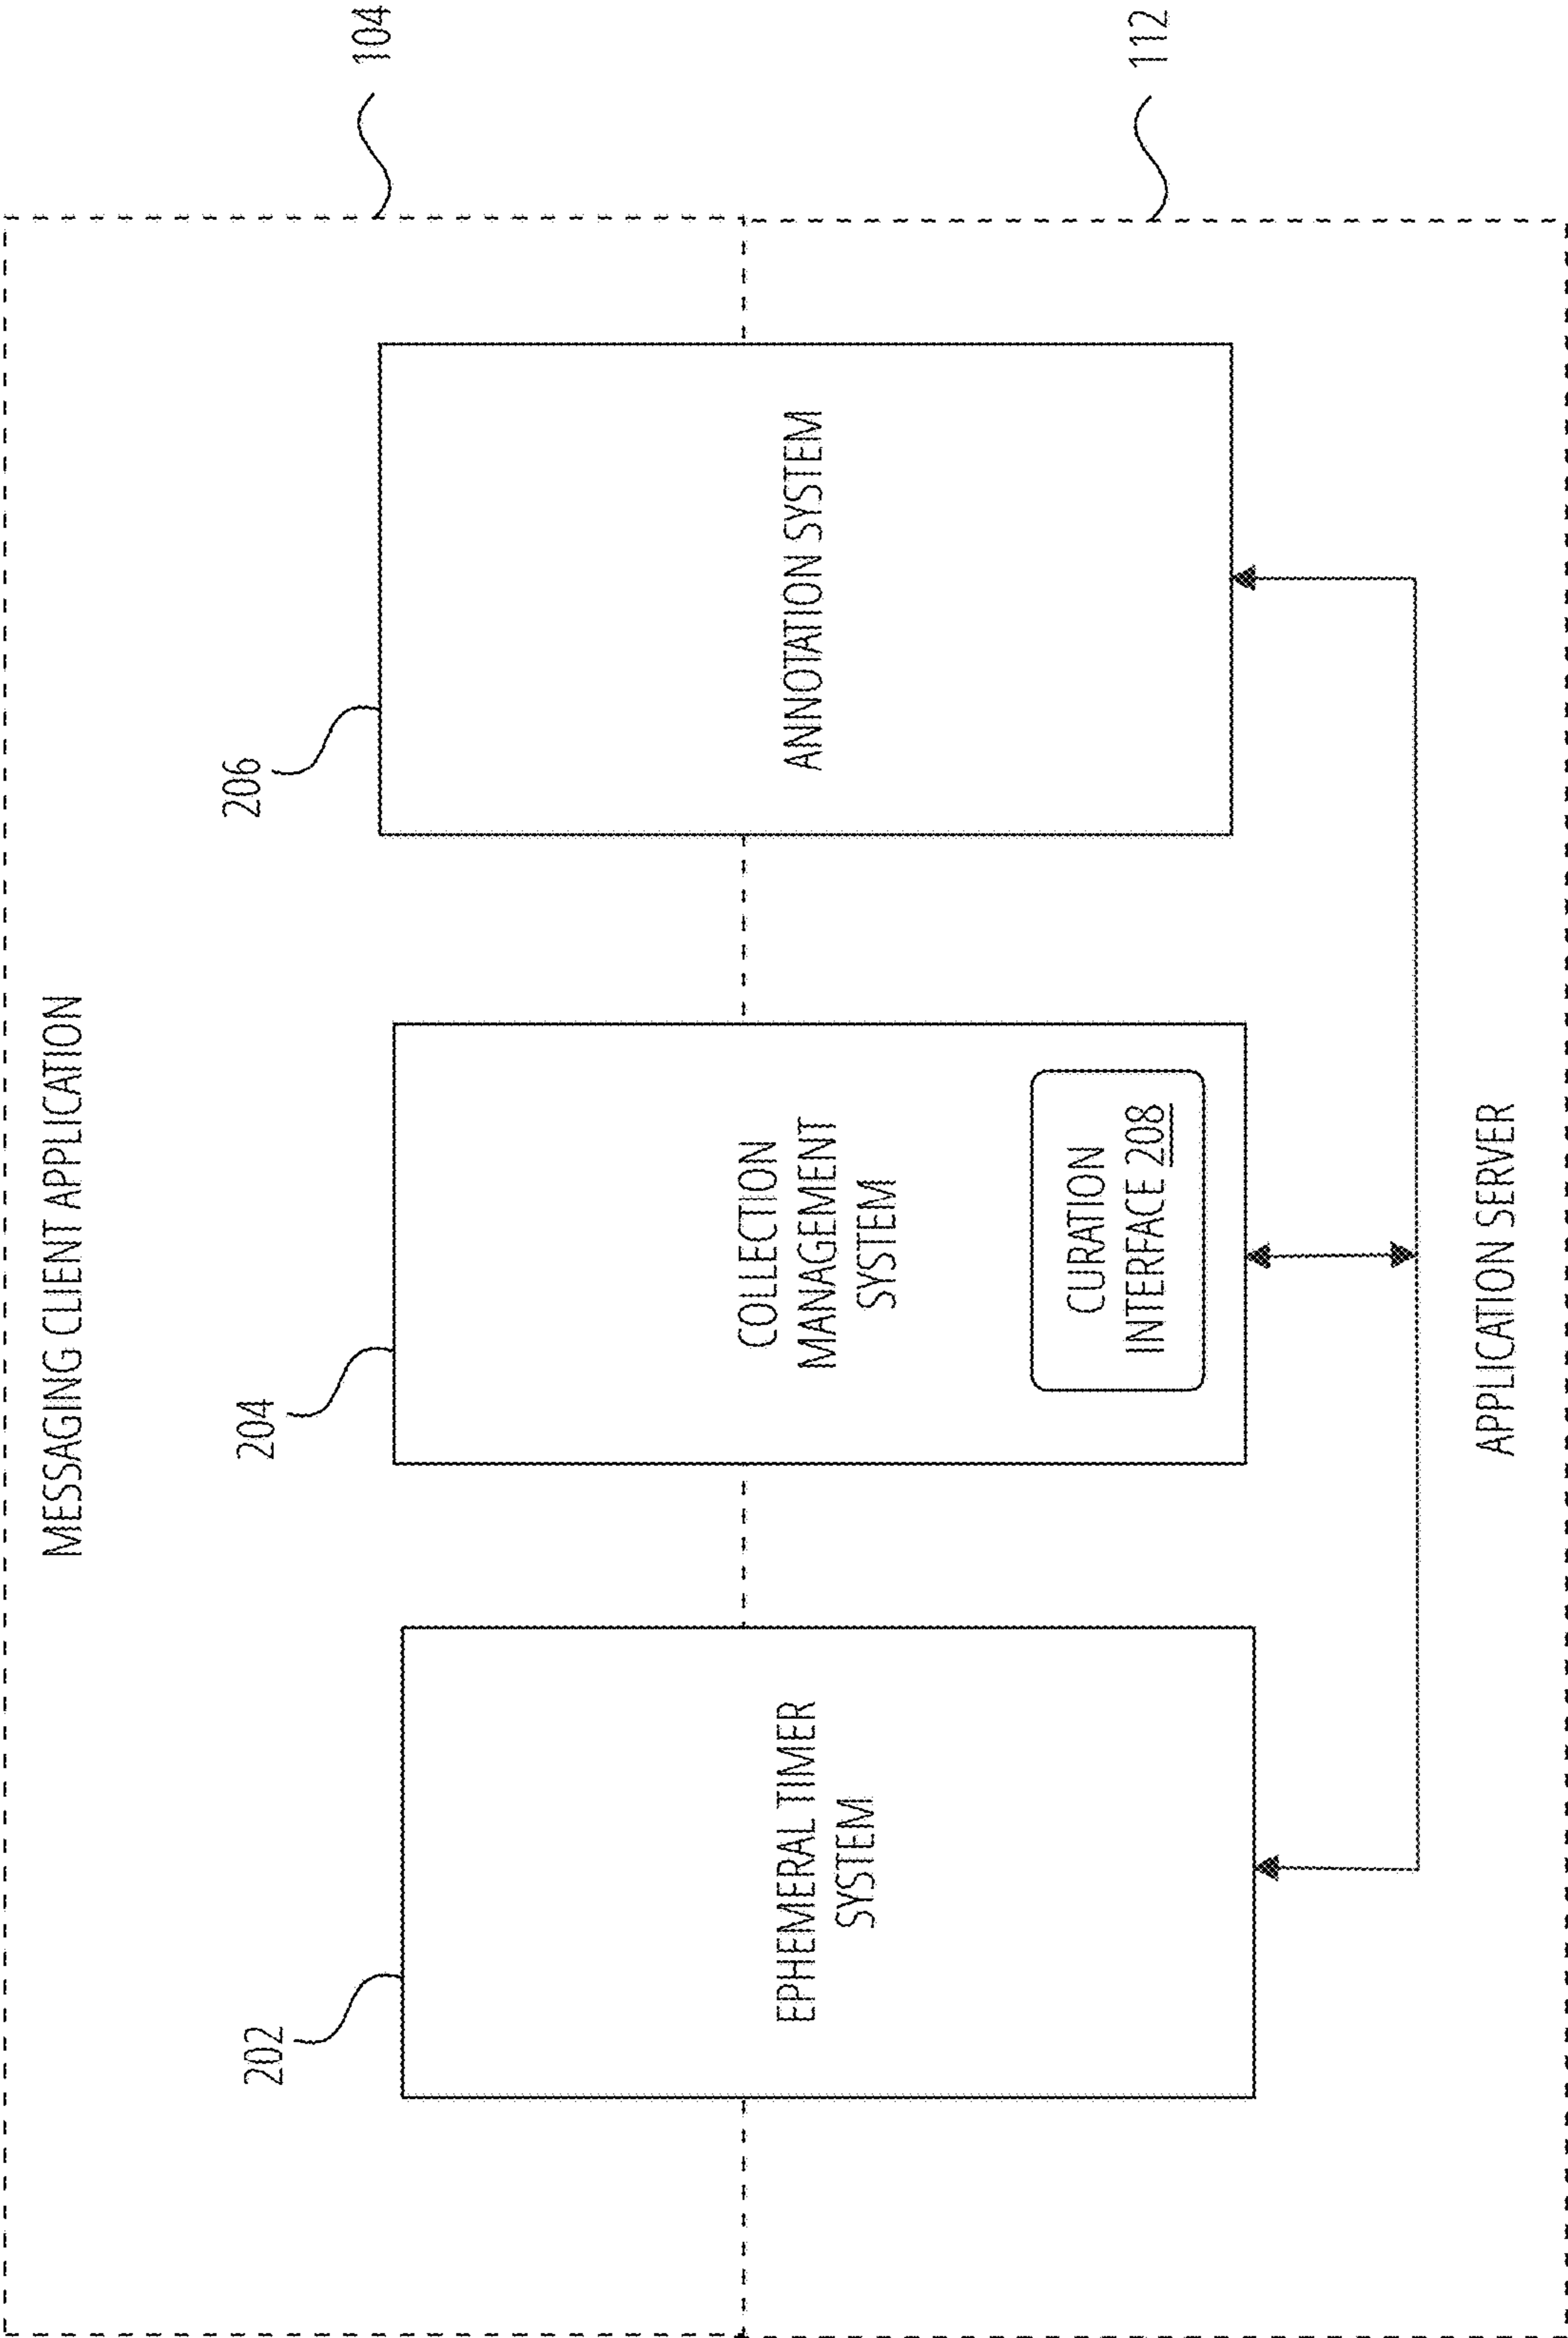 MESSAGING CLIENT APPLICATION
104
202
EPHEMERAL TIMER
SYSTEM
204
COLLECTION
MANAGEMENT
SYSTEM
CURATION
INTERFACE 208
206
ANNOTATION SYSTEM
112
APPLICATION SERVER